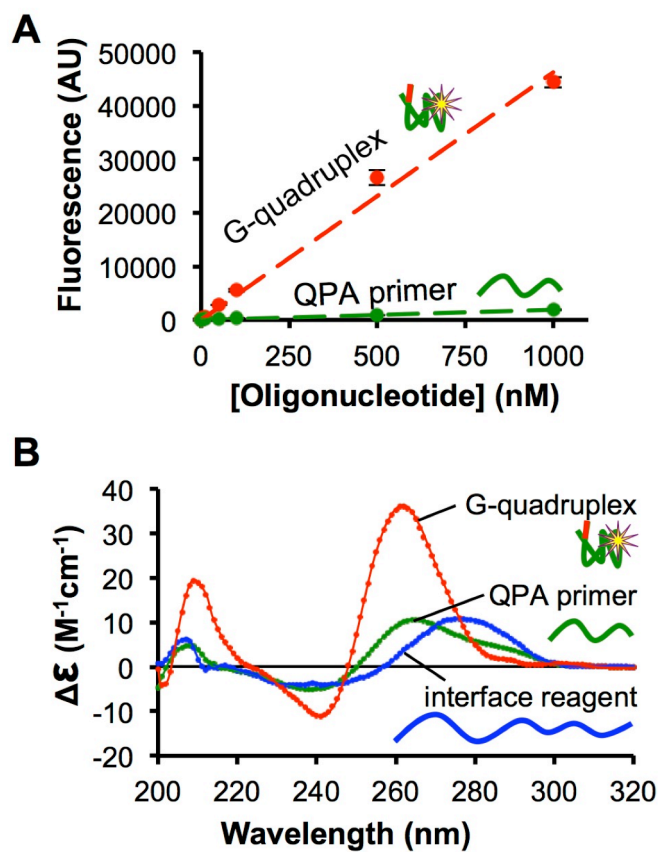 A
Fluorescence (AU)
50000
40000
30000
20000
10000
0
G-quadruplex
QPA primer
0
250
500
750
1000
[Oligonucleotide] (nM)
B
Δε (M⁻¹cm⁻¹)
40
30
20
10
0
-10
-20
G-quadruplex
QPA primer
interface reagent
200
220
240
260
280
300
320
Wavelength (nm)